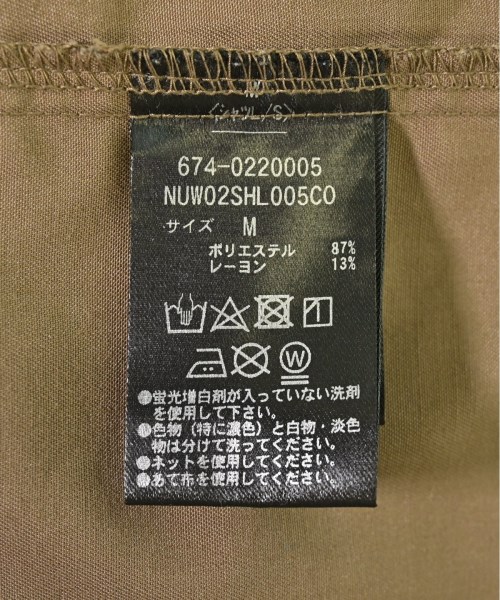 〈シャツL/S〉
674-0220005
NUW02SHL005CO
サイズ M
ポリエステル 87%
レーヨン 13%
W
●蛍光増白剤が入っていない洗剤
を使用して下さい。
●色物(特に濃色)と白物・淡色
物は分けて洗ってください。
●ネットを使用してください。
●あて布を使用してください。